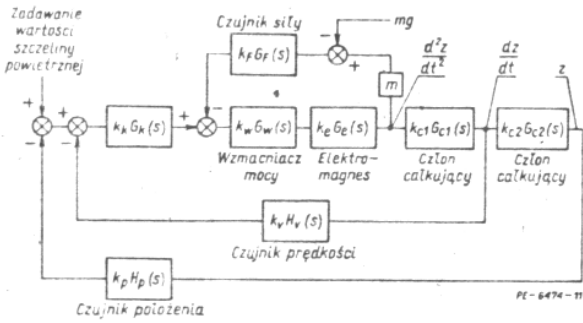 Zadawanie
wartości
szczeliny
powietrznej
Czujnik siły
k_F G_F (s)
mg
m
d²z
dt²
dz
dt
z
+
−
+
−
+
−
−
+
k_k G_k (s)
k_w G_w (s)
k_e G_e (s)
k_c1 G_c1 (s)
k_c2 G_c2 (s)
Wzmacniacz
mocy
Elektro-
magnes
Człon
całkujący
Człon
całkujący
k_v H_v (s)
Czujnik prędkości
k_p H_p (s)
Czujnik położenia
PE-6474-11